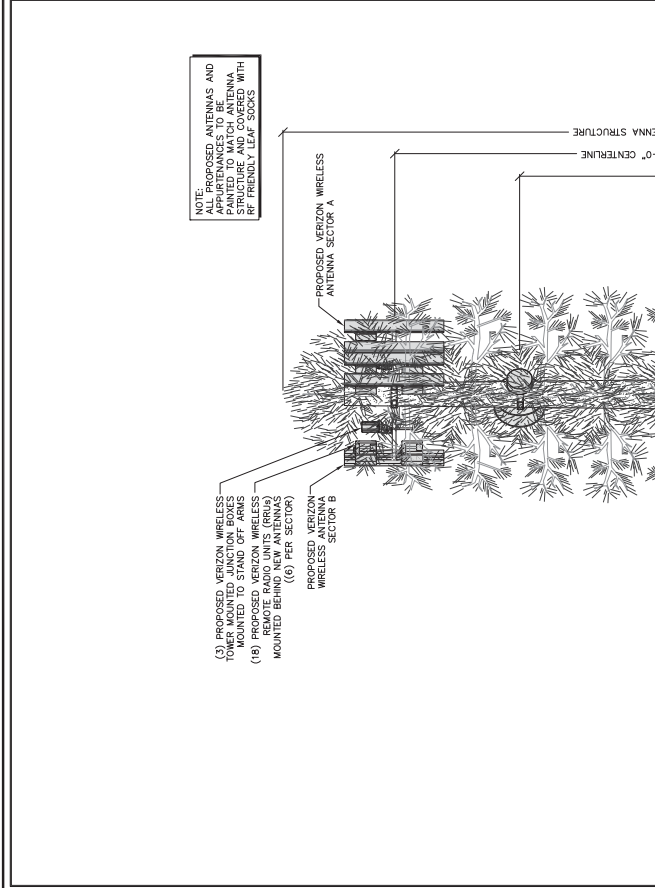 NOTE:
ALL PROPOSED ANTENNAS AND
APPURTENANCES TO BE
PAINTED TO MATCH ANTENNA
STRUCTURE AND COVERED WITH
RF FRIENDLY LEAF SOCKS
PROPOSED VERIZON WIRELESS
ANTENNA SECTOR A
(3) PROPOSED VERIZON WIRELESS
TOWER MOUNTED JUNCTION BOXES
MOUNTED TO STAND OFF ARMS
(18) PROPOSED VERIZON WIRELESS
REMOTE RADIO UNITS (RRUs)
MOUNTED BEHIND NEW ANTENNAS
((6) PER SECTOR)
PROPOSED VERIZON
WIRELESS ANTENNA
SECTOR B
STRUCTURE
-0" CENTERLINE